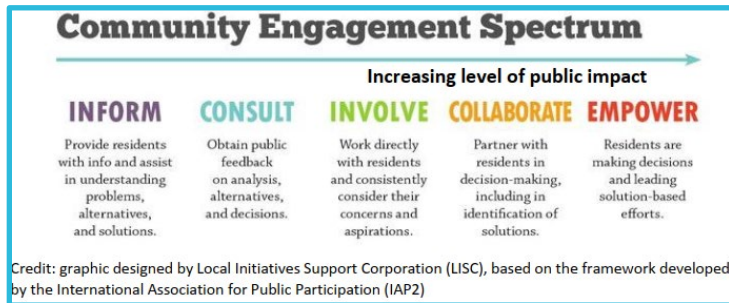 Community Engagement Spectrum
Increasing level of public impact
INFORM
Provide residents
with info and assist
in understanding
problems,
alternatives,
and solutions.
CONSULT
Obtain public
feedback
on analysis,
alternatives,
and decisions.
INVOLVE
Work directly
with residents
and consistently
consider their
concerns and
aspirations.
COLLABORATE
Partner with
residents in
decision-making,
including in
identification of
solutions.
EMPOWER
Residents are
making decisions
and leading
solution-based
efforts.
Credit: graphic designed by Local Initiatives Support Corporation (LISC), based on the framework developed
by the International Association for Public Participation (IAP2)